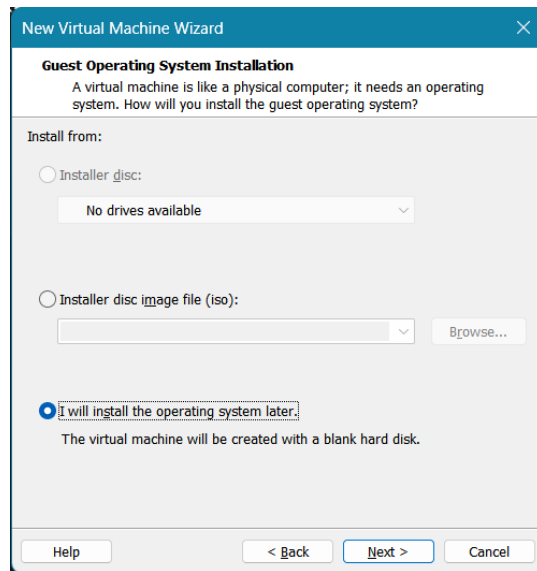 New Virtual Machine Wizard
Guest Operating System Installation
A virtual machine is like a physical computer; it needs an operating
system. How will you install the guest operating system?
Install from:
Installer disc:
No drives available
Installer disc image file (iso):
Browse...
I will install the operating system later.
The virtual machine will be created with a blank hard disk.
Help
< Back
Next >
Cancel